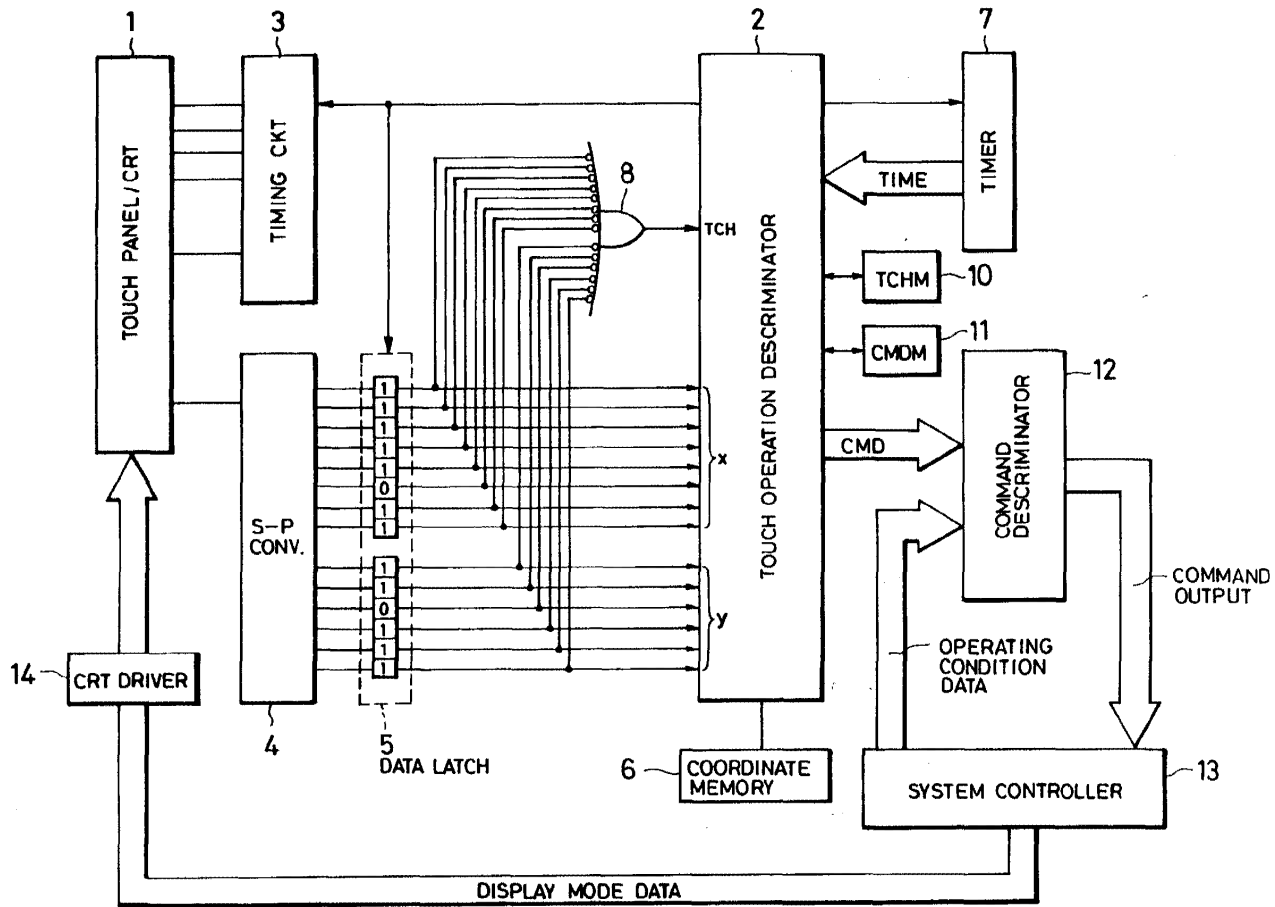 1
3
2
7
TOUCH PANEL/CRT
TIMING CKT
TOUCH OPERATION DESCRIMINATOR
TIMER
TIME
8
TCH
TCHM
10
CMDM
11
12
CMD
COMMAND
DESCRIMINATOR
S-P
CONV.
1
1
1
1
1
0
1
1
x
1
1
0
1
1
1
y
COMMAND
OUTPUT
OPERATING
CONDITION
DATA
14
CRT DRIVER
4
5
DATA LATCH
6
COORDINATE
MEMORY
SYSTEM CONTROLLER
13
DISPLAY MODE DATA